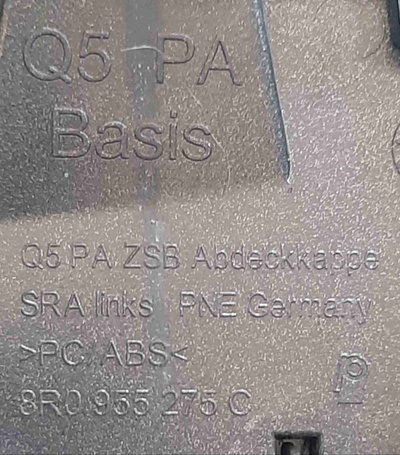 Q5 PA
Basis
Q5 PA ZSB Abdeckkappe
SRA links PNE Germany
>PC/ABS<
8R0 955 275 C